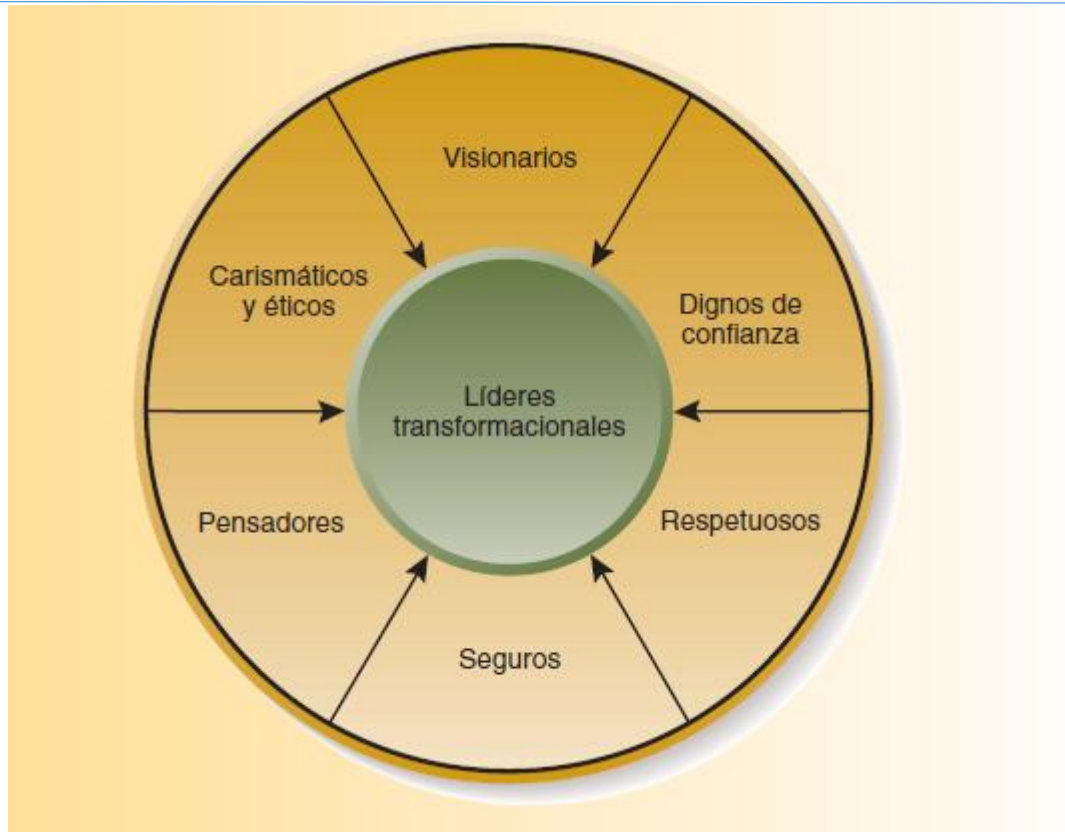 Visionarios
Carismáticos
y éticos
Dignos de
confianza
Líderes
transformacionales
Pensadores
Respetuosos
Seguros